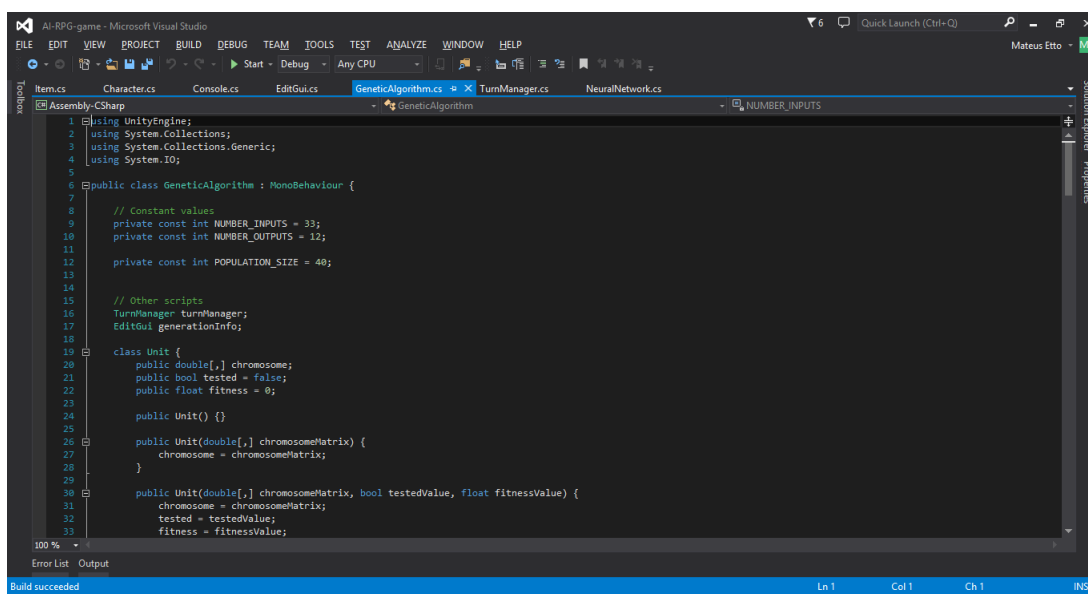 AI-RPG-game - Microsoft Visual Studio
6
Quick Launch (Ctrl+Q)
FILE EDIT VIEW PROJECT BUILD DEBUG TEAM TOOLS TEST ANALYZE WINDOW HELP
Mateus Etto
M
Start
Debug
Any CPU
Toolbox
Item.cs Character.cs Console.cs EditGui.cs GeneticAlgorithm.cs TurnManager.cs NeuralNetwork.cs
Solution Explorer
Properties
Assembly-CSharp
GeneticAlgorithm
NUMBER_INPUTS
1 using UnityEngine;
2 using System.Collections;
3 using System.Collections.Generic;
4 using System.IO;
5
6 public class GeneticAlgorithm : MonoBehaviour {
7
8 // Constant values
9 private const int NUMBER_INPUTS = 33;
10 private const int NUMBER_OUTPUTS = 12;
11
12 private const int POPULATION_SIZE = 40;
13
14
15 // Other scripts
16 TurnManager turnManager;
17 EditGui generationInfo;
18
19 class Unit {
20 public double[,] chromosome;
21 public bool tested = false;
22 public float fitness = 0;
23
24 public Unit() {}
25
26 public Unit(double[,] chromosomeMatrix) {
27 chromosome = chromosomeMatrix;
28 }
29
30 public Unit(double[,] chromosomeMatrix, bool testedValue, float fitnessValue) {
31 chromosome = chromosomeMatrix;
32 tested = testedValue;
33 fitness = fitnessValue;
100 %
Error List Output
Build succeeded
Ln 1 Col 1 Ch 1 INS